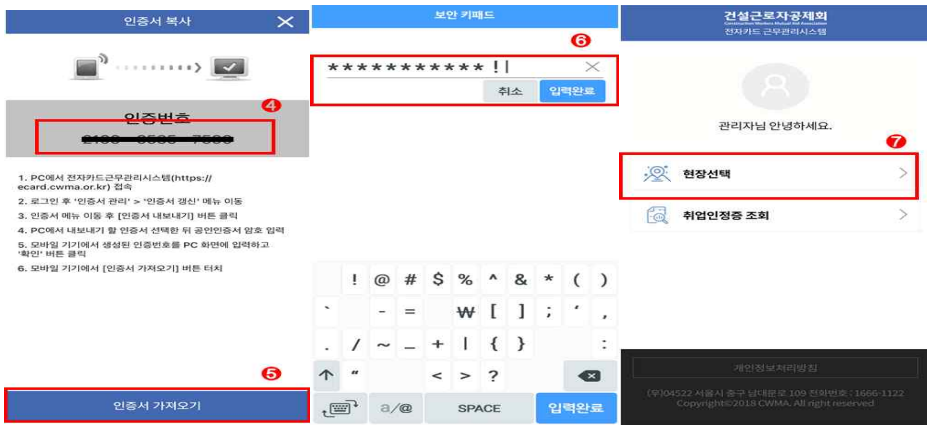 인증서 복사
4
인증번호
1. PC에서 전자카드근무관리시스템(https://
ecard.cwma.or.kr) 접속
2. 로그인 후 '인증서 관리' > '인증서 갱신' 메뉴 이동
3. 인증서 메뉴 이동 후 [인증서 내보내기] 버튼 클릭
4. PC에서 내보내기 할 인증서 선택한 뒤 공인인증서 암호 입력
5. 모바일 기기에서 생성된 인증번호를 PC 화면에 입력하고
'확인' 버튼 클릭
6. 모바일 기기에서 [인증서 가져오기] 버튼 터치
5
인증서 가져오기
보안 키패드
6
***********!|
취소 입력완료
! @ # $ % ^ & * ( )
` - = ₩ [ ] ; ' ,
. / ~ _ + | { } :
" < > ?
a/@ SPACE 입력완료
건설근로자공제회
Construction Workers Mutual Aid Association
전자카드 근무관리시스템
관리자님 안녕하세요.
7
현장선택
취업인정증 조회
개인정보처리방침
(우)04522 서울시 중구 남대문로 109 전화번호 : 1666-1122
Copyright©2018 CWMA. All right reserved